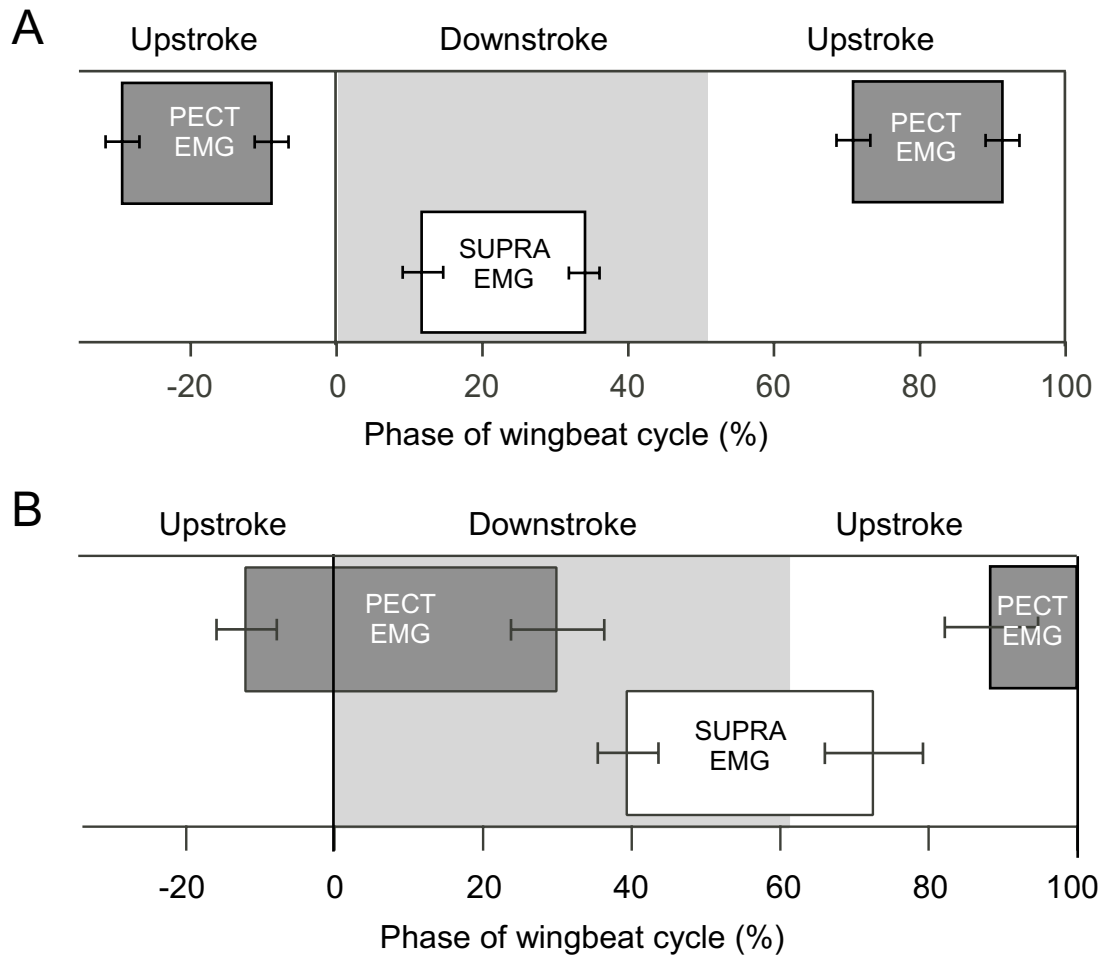 A
Upstroke Downstroke Upstroke
PECT
EMG
PECT
EMG
SUPRA
EMG
-20 0 20 40 60 80 100
Phase of wingbeat cycle (%)
B
Upstroke Downstroke Upstroke
PECT
EMG
PECT
EMG
SUPRA
EMG
-20 0 20 40 60 80 100
Phase of wingbeat cycle (%)